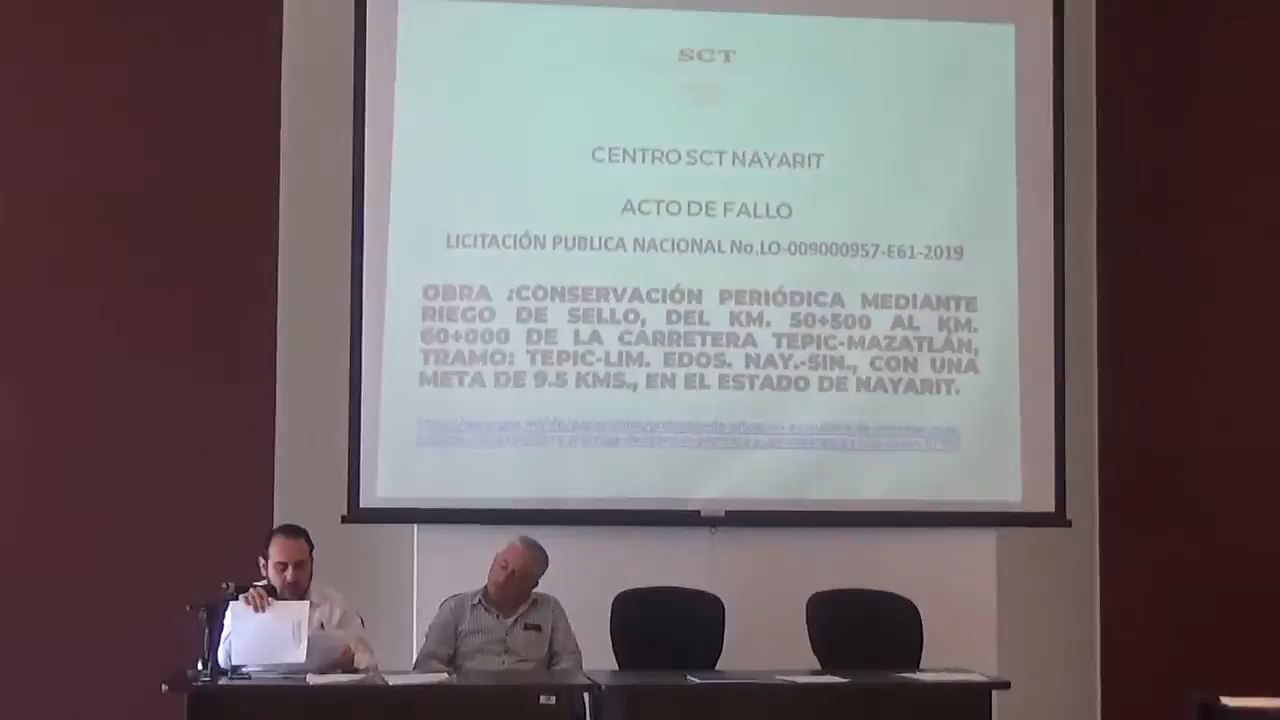 SCT
CENTRO SCT NAYARIT
ACTO DE FALLO
LICITACIÓN PUBLICA NACIONAL No.LO-009000957-E61-2019
OBRA :CONSERVACIÓN PERIÓDICA MEDIANTE
RIEGO DE SELLO, DEL KM. 50+500 AL KM.
60+000 DE LA CARRETERA TEPIC-MAZATLÁN,
TRAMO: TEPIC-LIM. EDOS. NAY.-SIN., CON UNA
META DE 9.5 KMS., EN EL ESTADO DE NAYARIT.